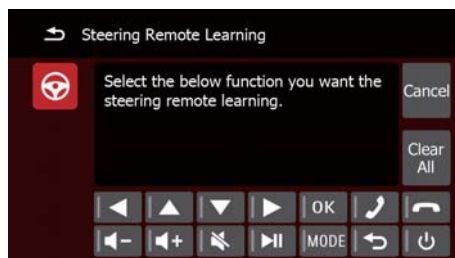 Steering Remote Learning
Select the below function you want the
steering remote learning.
Cancel
Clear
All
OK
MODE